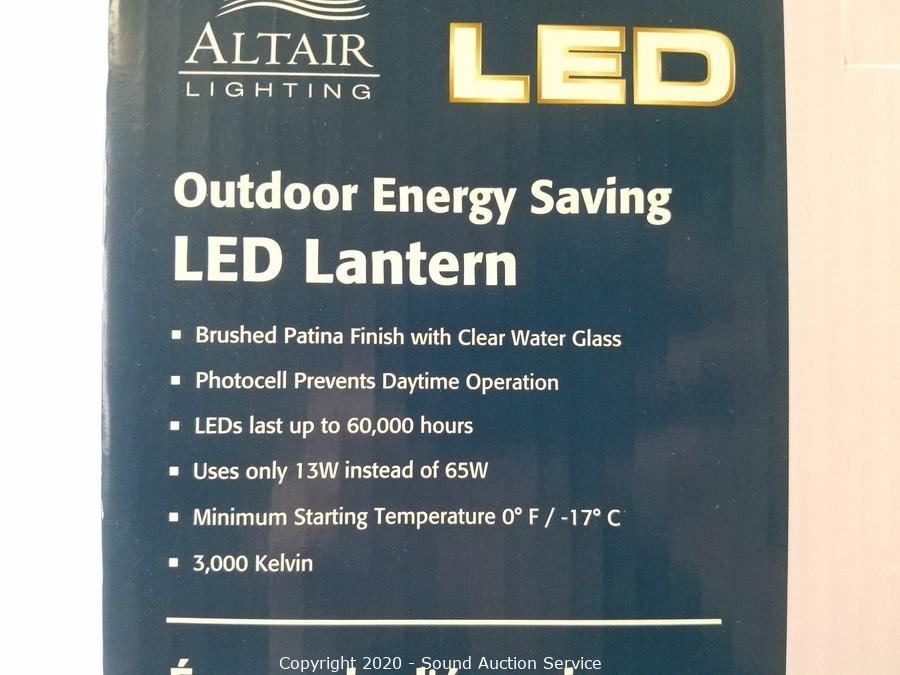 ALTAIR
LIGHTING
LED
Outdoor Energy Saving
LED Lantern
▪ Brushed Patina Finish with Clear Water Glass
▪ Photocell Prevents Daytime Operation
▪ LEDs last up to 60,000 hours
▪ Uses only 13W instead of 65W
▪ Minimum Starting Temperature 0° F / -17° C
▪ 3,000 Kelvin
Copyright 2020 - Sound Auction Service